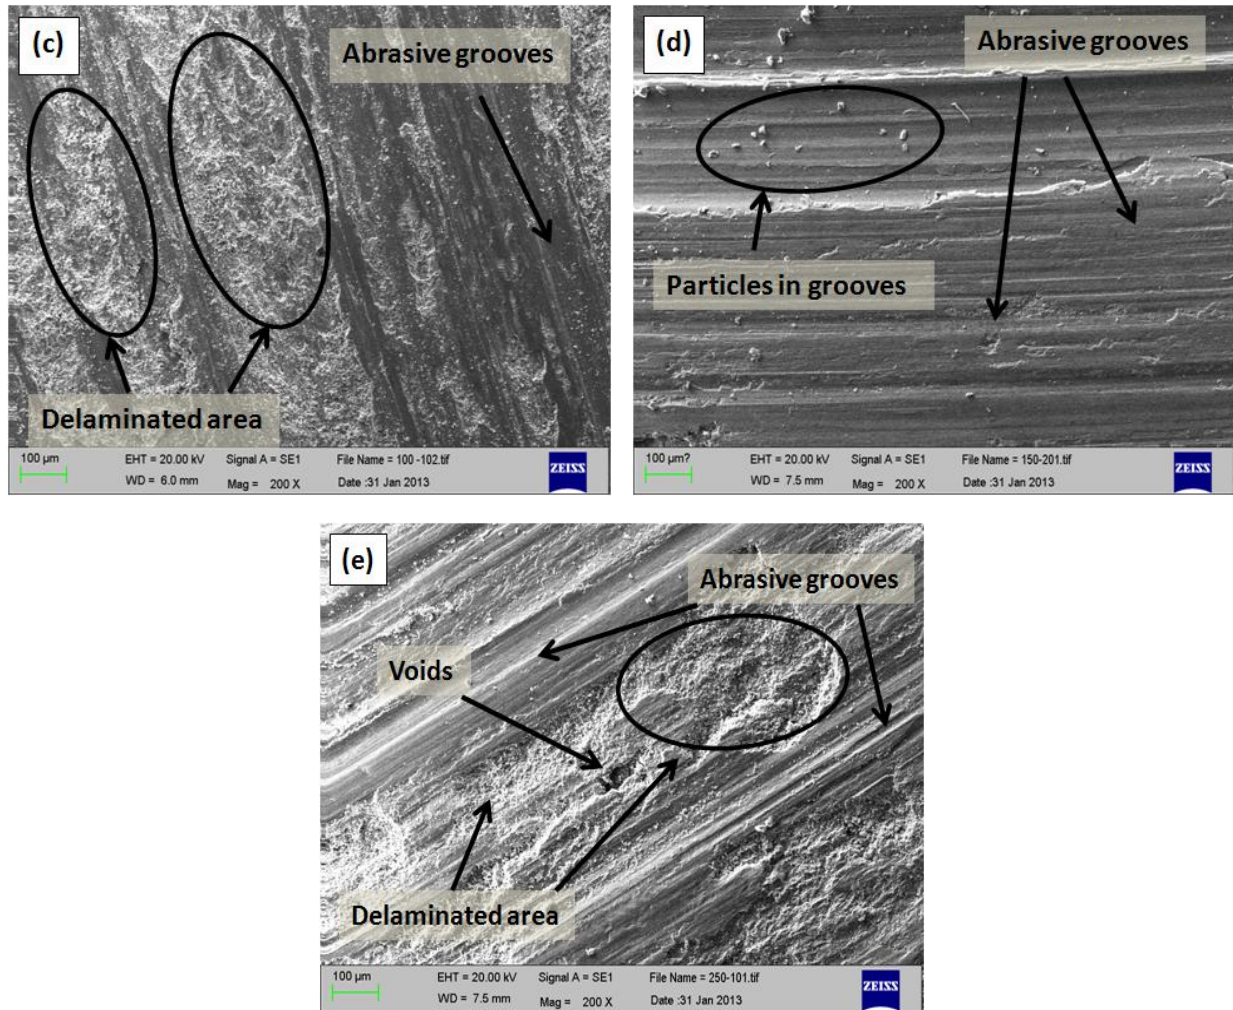 (c)
Abrasive grooves
Delaminated area
100 µm
EHT = 20.00 kV
Signal A = SE1
File Name = 100 -102.tif
WD = 6.0 mm
Mag = 200 X
Date :31 Jan 2013
ZEISS
(d)
Abrasive grooves
Particles in grooves
100 µm?
EHT = 20.00 kV
Signal A = SE1
File Name = 150-201.tif
WD = 7.5 mm
Mag = 200 X
Date :31 Jan 2013
ZEISS
(e)
Abrasive grooves
Voids
Delaminated area
100 µm
EHT = 20.00 kV
Signal A = SE1
File Name = 250-101.tif
WD = 7.5 mm
Mag = 200 X
Date :31 Jan 2013
ZEISS